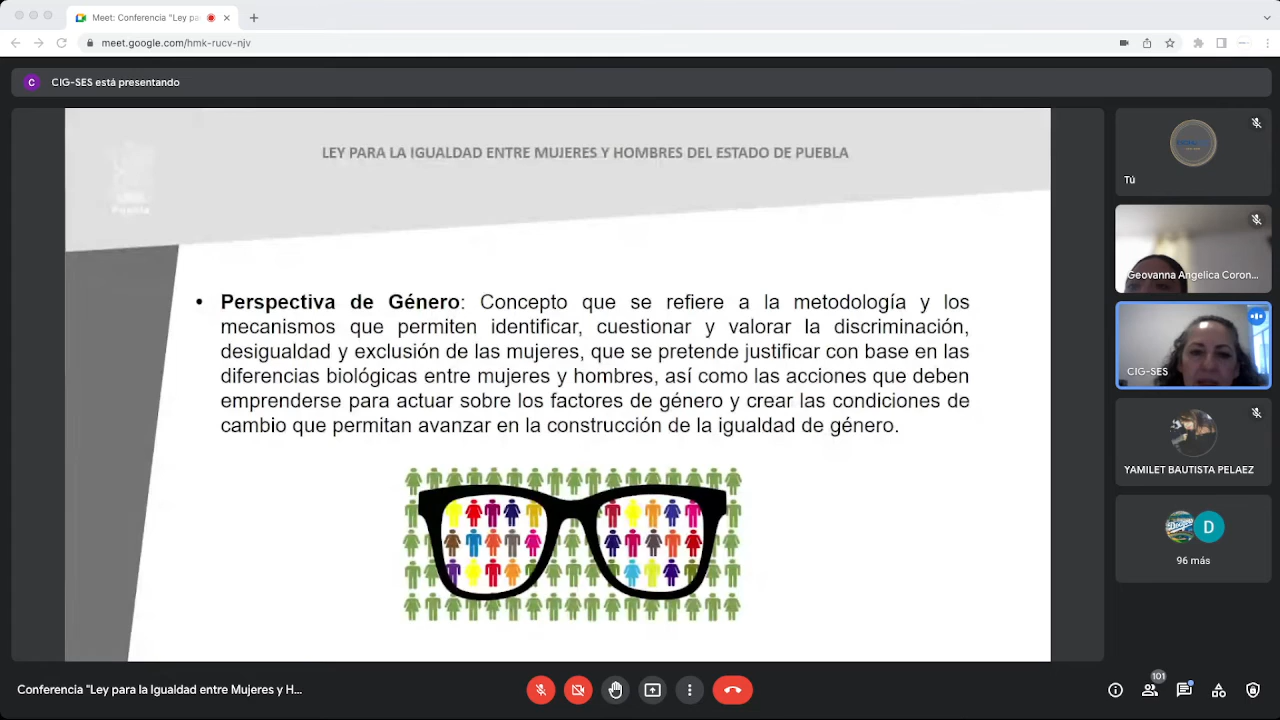 Meet: Conferencia "Ley pa
meet.google.com/hmk-rucv-njv
C
CIG-SES está presentando
LEY PARA LA IGUALDAD ENTRE MUJERES Y HOMBRES DEL ESTADO DE PUEBLA
Puebla
• Perspectiva de Género: Concepto que se refiere a la metodología y los
mecanismos que permiten identificar, cuestionar y valorar la discriminación,
desigualdad y exclusión de las mujeres, que se pretende justificar con base en las
diferencias biológicas entre mujeres y hombres, así como las acciones que deben
emprenderse para actuar sobre los factores de género y crear las condiciones de
cambio que permitan avanzar en la construcción de la igualdad de género.
Tú
Geovanna Angelica Coron...
CIG-SES
YAMILET BAUTISTA PELAEZ
D
96 más
Conferencia "Ley para la Igualdad entre Mujeres y H...
101